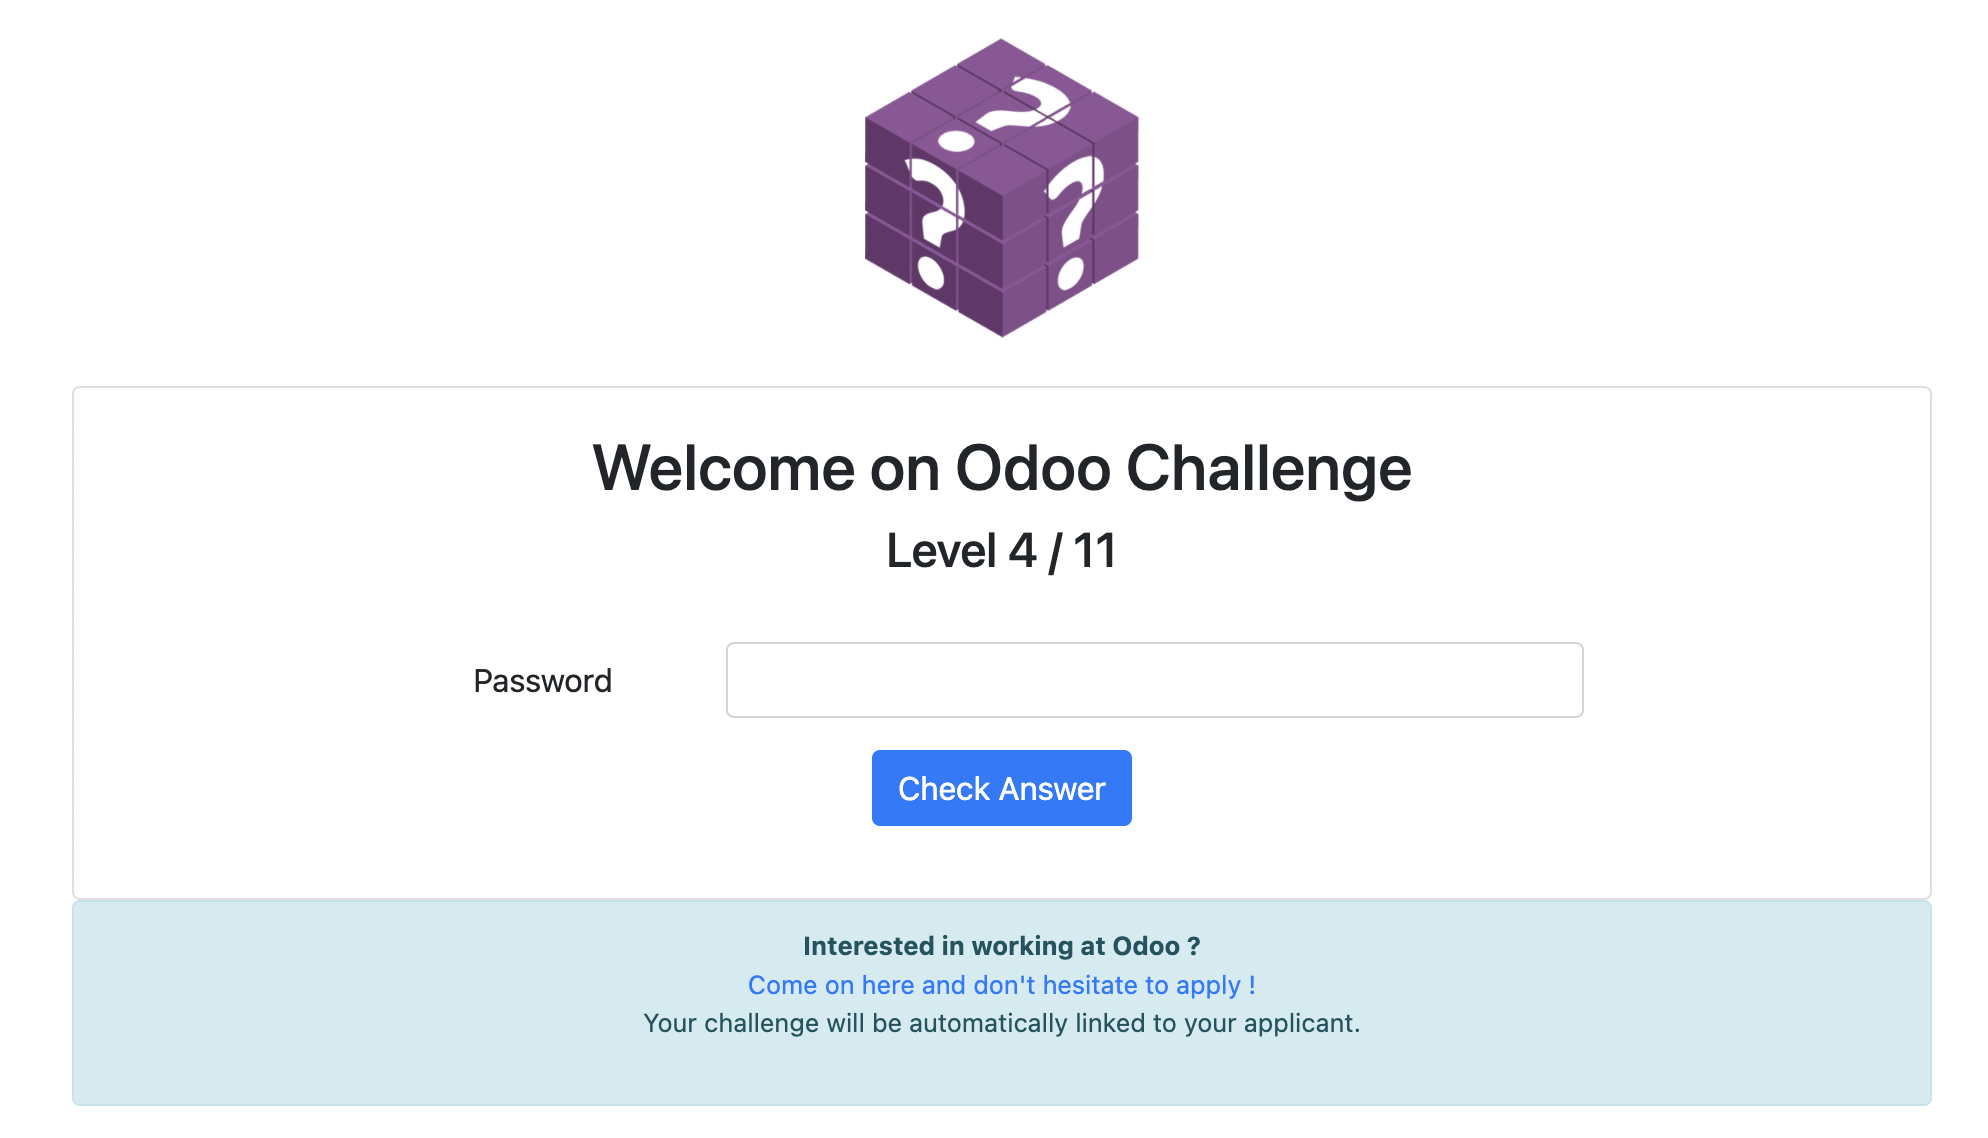 Welcome on Odoo Challenge
Level 4 / 11
Password
Check Answer
Interested in working at Odoo ?
Come on here and don't hesitate to apply !
Your challenge will be automatically linked to your applicant.